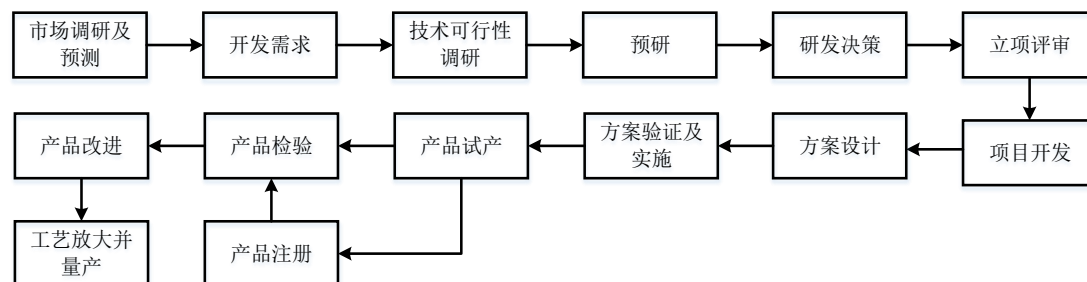 市场调研及
预测
开发需求
技术可行性
调研
预研
研发决策
立项评审
产品改进
产品检验
产品试产
方案验证及
实施
方案设计
项目开发
工艺放大并
量产
产品注册